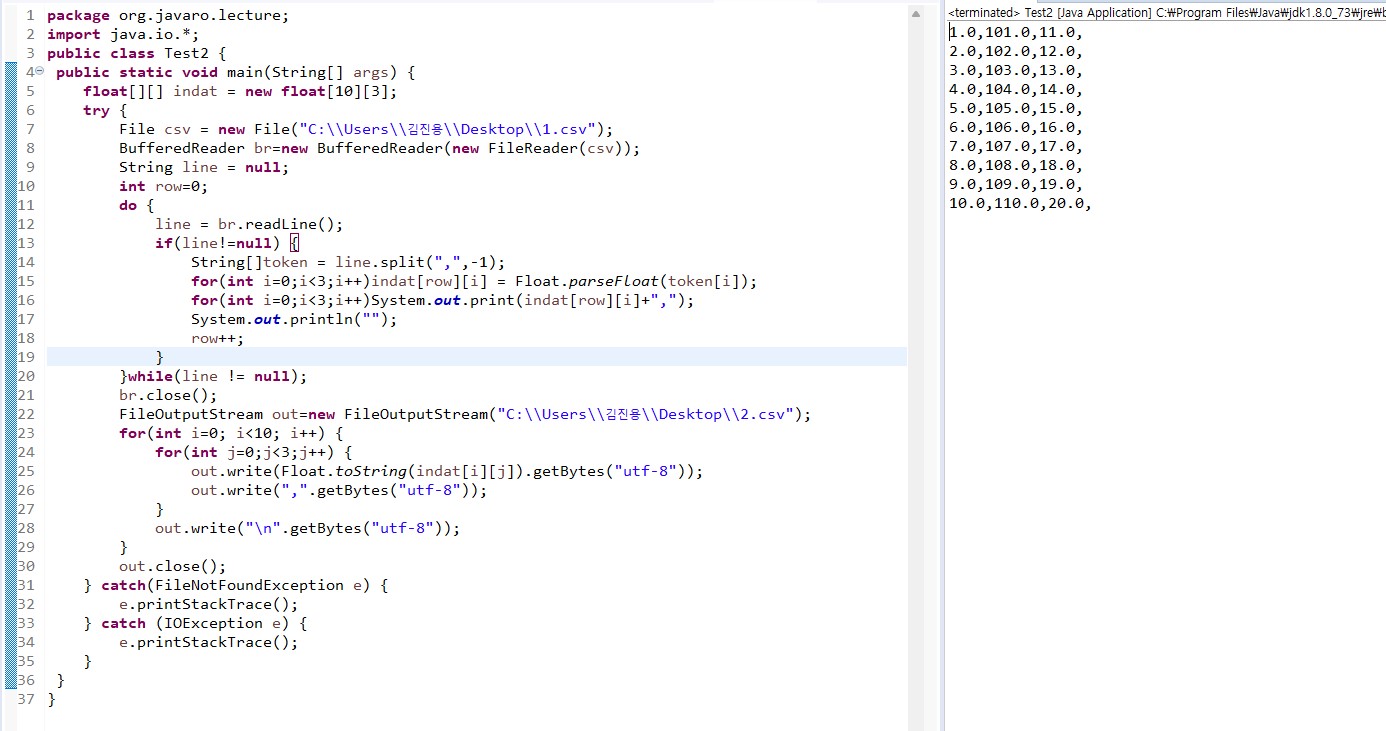 1 package org.javaro.lecture;
2 import java.io.*;
3 public class Test2 {
4 public static void main(String[] args) {
5 float[][] indat = new float[10][3];
6 try {
7 File csv = new File("C:\\Users\\김진용\\Desktop\\1.csv");
8 BufferedReader br=new BufferedReader(new FileReader(csv));
9 String line = null;
10 int row=0;
11 do {
12 line = br.readLine();
13 if(line!=null) {
14 String[]token = line.split(",",-1);
15 for(int i=0;i<3;i++)indat[row][i] = Float.parseFloat(token[i]);
16 for(int i=0;i<3;i++)System.out.print(indat[row][i]+",");
17 System.out.println("");
18 row++;
19 }
20 }while(line != null);
21 br.close();
22 FileOutputStream out=new FileOutputStream("C:\\Users\\김진용\\Desktop\\2.csv");
23 for(int i=0; i<10; i++) {
24 for(int j=0;j<3;j++) {
25 out.write(Float.toString(indat[i][j]).getBytes("utf-8"));
26 out.write(",".getBytes("utf-8"));
27 }
28 out.write("\n".getBytes("utf-8"));
29 }
30 out.close();
31 } catch(FileNotFoundException e) {
32 e.printStackTrace();
33 } catch (IOException e) {
34 e.printStackTrace();
35 }
36 }
37 }
<terminated> Test2 [Java Application] C:₩Program Files₩Java₩jdk1.8.0_73₩jre₩b
1.0,101.0,11.0,
2.0,102.0,12.0,
3.0,103.0,13.0,
4.0,104.0,14.0,
5.0,105.0,15.0,
6.0,106.0,16.0,
7.0,107.0,17.0,
8.0,108.0,18.0,
9.0,109.0,19.0,
10.0,110.0,20.0,